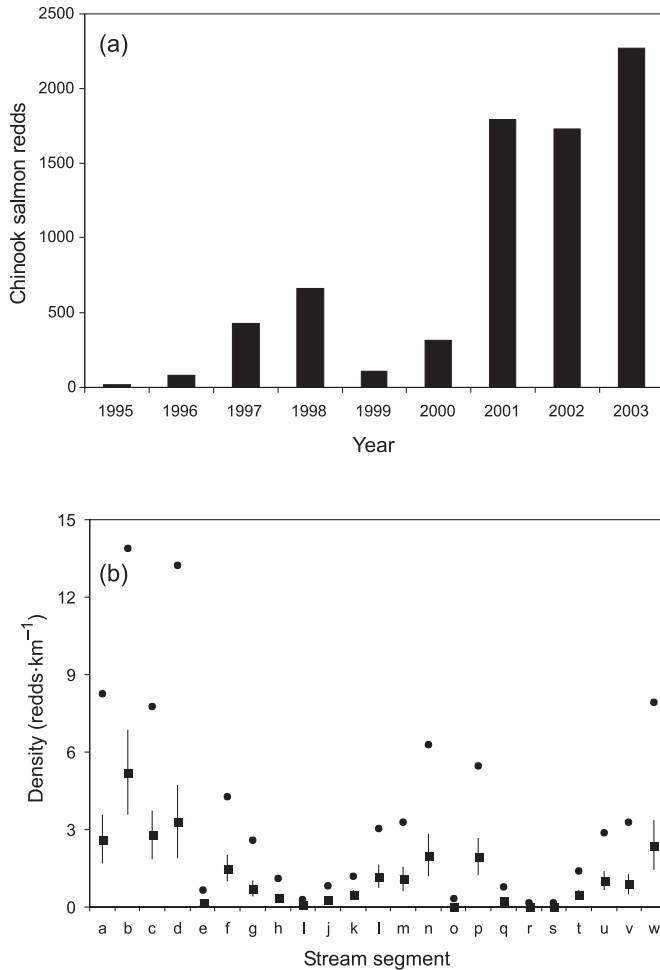 (a)
Chinook salmon redds
2500
2000
1500
1000
500
0
1995 1996 1997 1998 1999 2000 2001 2002 2003
Year
(b)
Density (redds·km⁻¹)
15
12
9
6
3
0
a b c d e f g h I j k l m n o p q r s t u v w
Stream segment